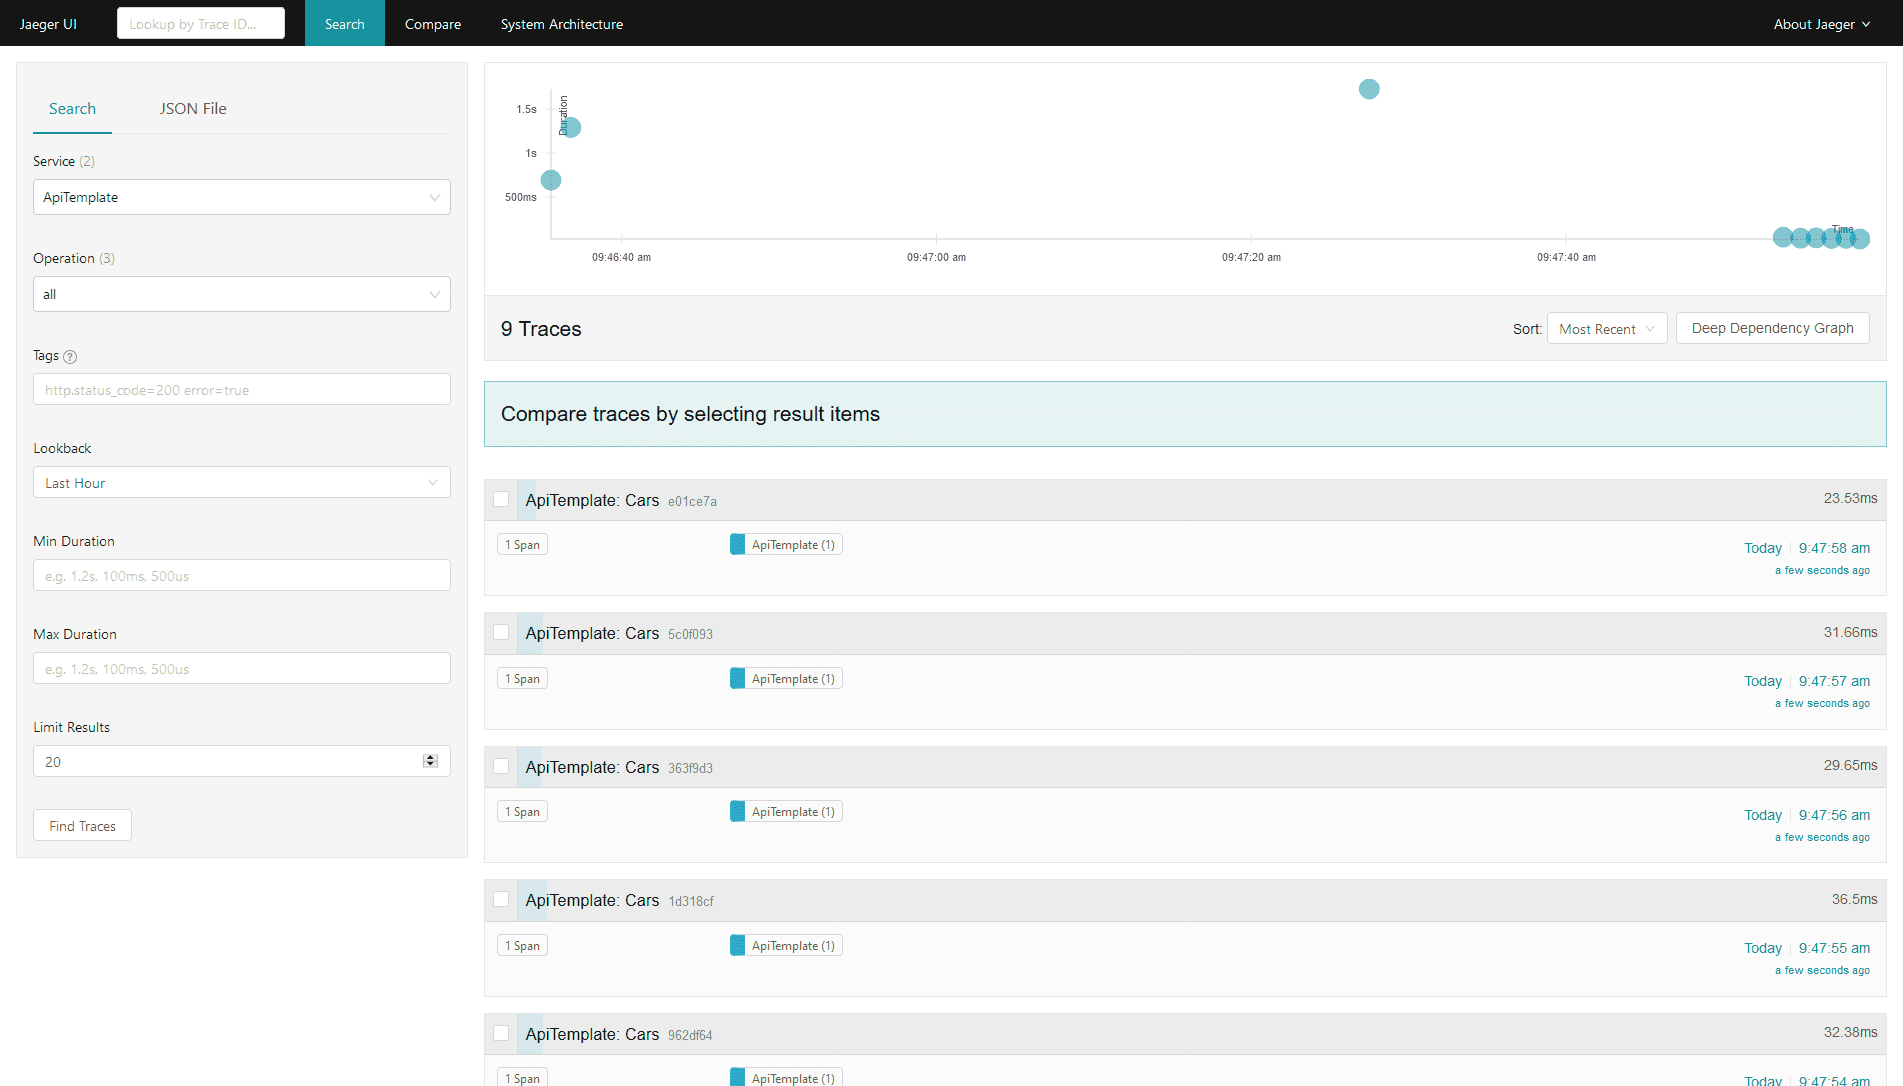 Jaeger UI
Lookup by Trace ID...
Search
Compare
System Architecture
About Jaeger
Search
JSON File
Service (2)
ApiTemplate
Operation (3)
all
Tags ?
http.status_code=200 error=true
Lookback
Last Hour
Min Duration
e.g. 1.2s, 100ms, 500us
Max Duration
e.g. 1.2s, 100ms, 500us
Limit Results
20
Find Traces
Duration
1.5s
1s
500ms
Time
09:46:40 am
09:47:00 am
09:47:20 am
09:47:40 am
9 Traces
Sort:
Most Recent
Deep Dependency Graph
Compare traces by selecting result items
ApiTemplate: Cars e01ce7a
23.53ms
1 Span
ApiTemplate (1)
Today
9:47:58 am
a few seconds ago
ApiTemplate: Cars 5c0f093
31.66ms
1 Span
ApiTemplate (1)
Today
9:47:57 am
a few seconds ago
ApiTemplate: Cars 363f9d3
29.65ms
1 Span
ApiTemplate (1)
Today
9:47:56 am
a few seconds ago
ApiTemplate: Cars 1d318cf
36.5ms
1 Span
ApiTemplate (1)
Today
9:47:55 am
a few seconds ago
ApiTemplate: Cars 962df64
32.38ms
1 Span
ApiTemplate (1)
Today
9:47:54 am